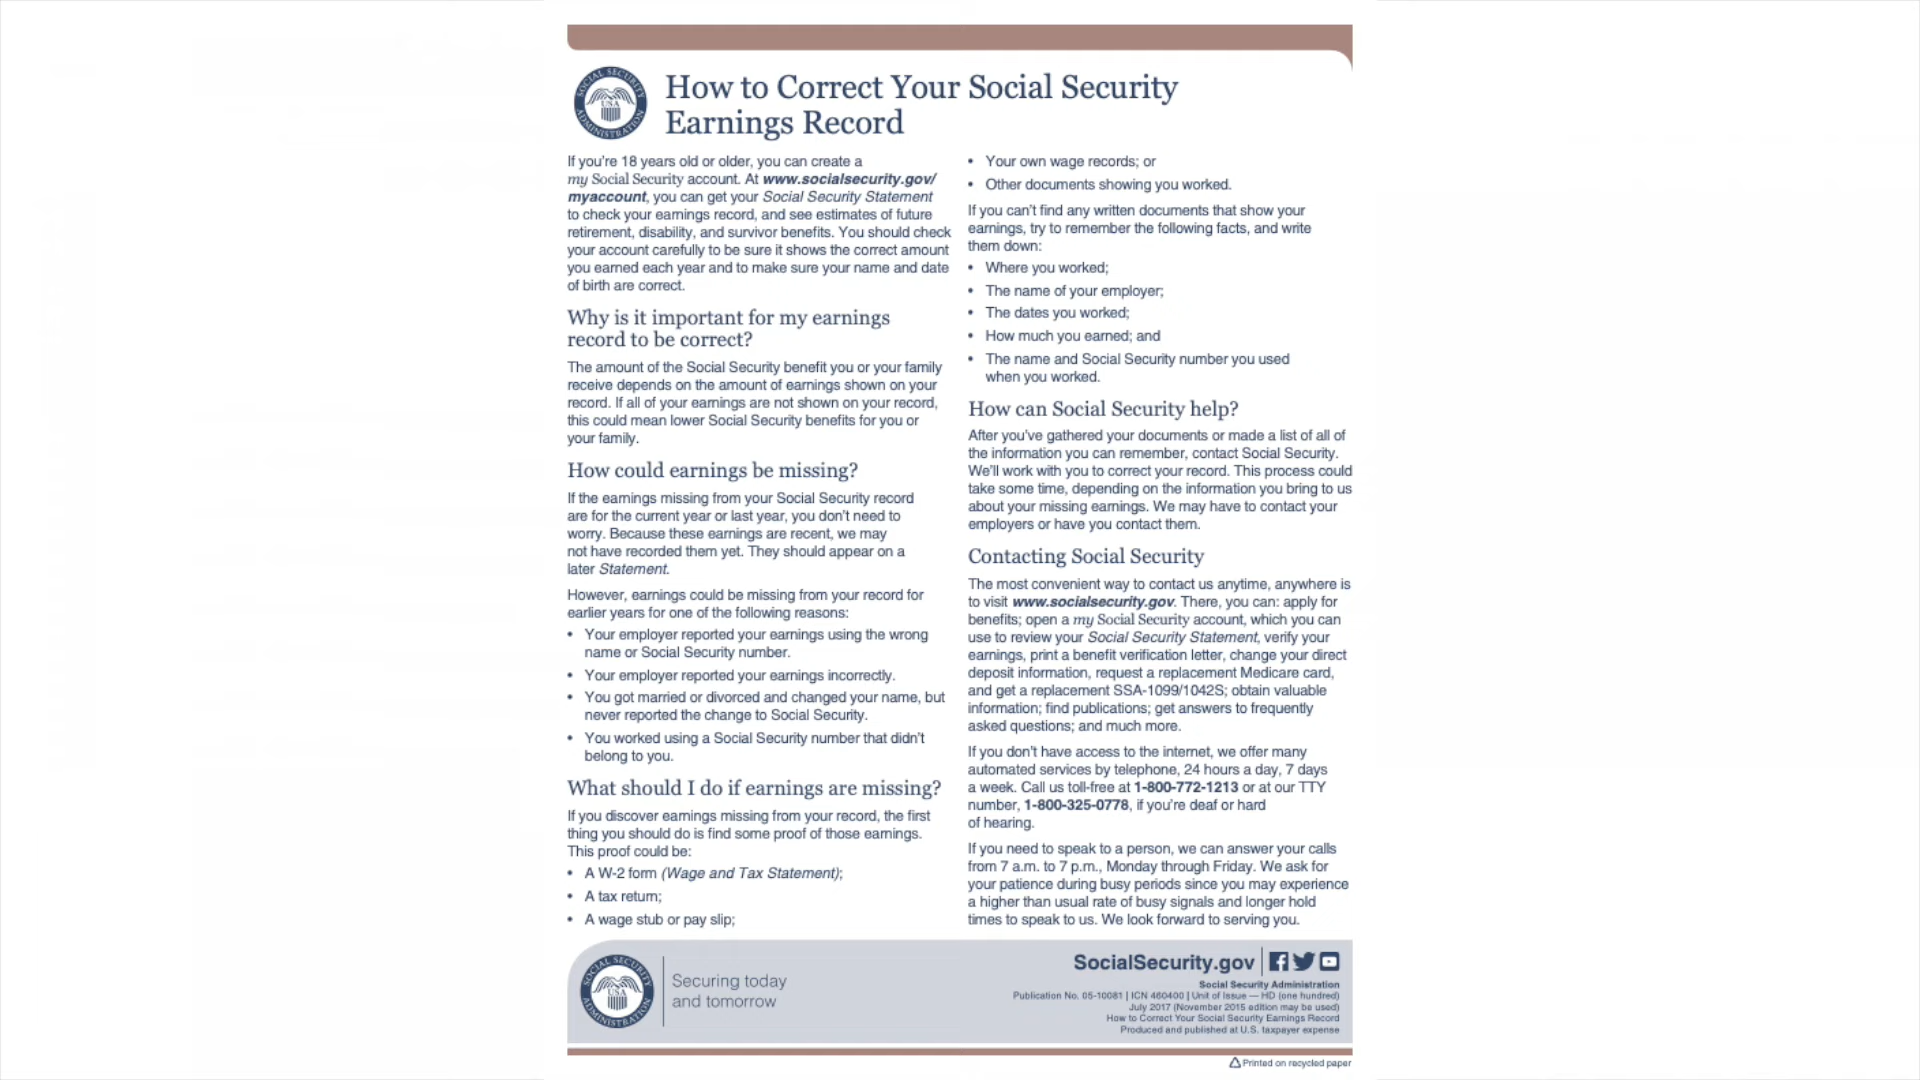 How to Correct Your Social Security
Earnings Record
If you're 18 years old or older, you can create a
my Social Security account. At www.socialsecurity.gov/
myaccount, you can get your Social Security Statement
to check your earnings record, and see estimates of future
retirement, disability, and survivor benefits. You should check
your account carefully to be sure it shows the correct amount
you earned each year and to make sure your name and date
of birth are correct.
Why is it important for my earnings
record to be correct?
The amount of the Social Security benefit you or your family
receive depends on the amount of earnings shown on your
record. If all of your earnings are not shown on your record,
this could mean lower Social Security benefits for you or
your family.
How could earnings be missing?
If the earnings missing from your Social Security record
are for the current year or last year, you don't need to
worry. Because these earnings are recent, we may
not have recorded them yet. They should appear on a
later Statement.
However, earnings could be missing from your record for
earlier years for one of the following reasons:
• Your employer reported your earnings using the wrong
name or Social Security number.
• Your employer reported your earnings incorrectly.
• You got married or divorced and changed your name, but
never reported the change to Social Security.
• You worked using a Social Security number that didn't
belong to you.
What should I do if earnings are missing?
If you discover earnings missing from your record, the first
thing you should do is find some proof of those earnings.
This proof could be:
• A W-2 form (Wage and Tax Statement);
• A tax return;
• A wage stub or pay slip;
• Your own wage records; or
• Other documents showing you worked.
If you can't find any written documents that show your
earnings, try to remember the following facts, and write
them down:
• Where you worked;
• The name of your employer;
• The dates you worked;
• How much you earned; and
• The name and Social Security number you used
when you worked.
How can Social Security help?
After you've gathered your documents or made a list of all of
the information you can remember, contact Social Security.
We'll work with you to correct your record. This process could
take some time, depending on the information you bring to us
about your missing earnings. We may have to contact your
employers or have you contact them.
Contacting Social Security
The most convenient way to contact us anytime, anywhere is
to visit www.socialsecurity.gov. There, you can: apply for
benefits; open a my Social Security account, which you can
use to review your Social Security Statement, verify your
earnings, print a benefit verification letter, change your direct
deposit information, request a replacement Medicare card,
and get a replacement SSA-1099/1042S; obtain valuable
information; find publications; get answers to frequently
asked questions; and much more.
If you don't have access to the internet, we offer many
automated services by telephone, 24 hours a day, 7 days
a week. Call us toll-free at 1-800-772-1213 or at our TTY
number, 1-800-325-0778, if you're deaf or hard
of hearing.
If you need to speak to a person, we can answer your calls
from 7 a.m. to 7 p.m., Monday through Friday. We ask for
your patience during busy periods since you may experience
a higher than usual rate of busy signals and longer hold
times to speak to us. We look forward to serving you.
SOCIAL SECURITY ADMINISTRATION
USA
SOCIAL SECURITY ADMINISTRATION
USA
Securing today
and tomorrow
SocialSecurity.gov
Social Security Administration
Publication No. 05-10081 | ICN 460400 | Unit of Issue — HD (one hundred)
July 2017 (November 2015 edition may be used)
How to Correct Your Social Security Earnings Record
Produced and published at U.S. taxpayer expense
Printed on recycled paper